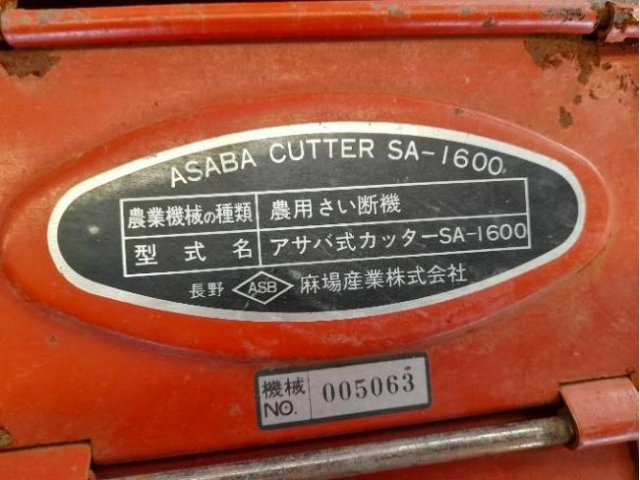 ASABA CUTTER SA-1600
農業機械の種類 農用さい断機
型式名 アサバ式カッターSA-1600
長野 ASB 麻場産業株式会社
機械 NO. 005063